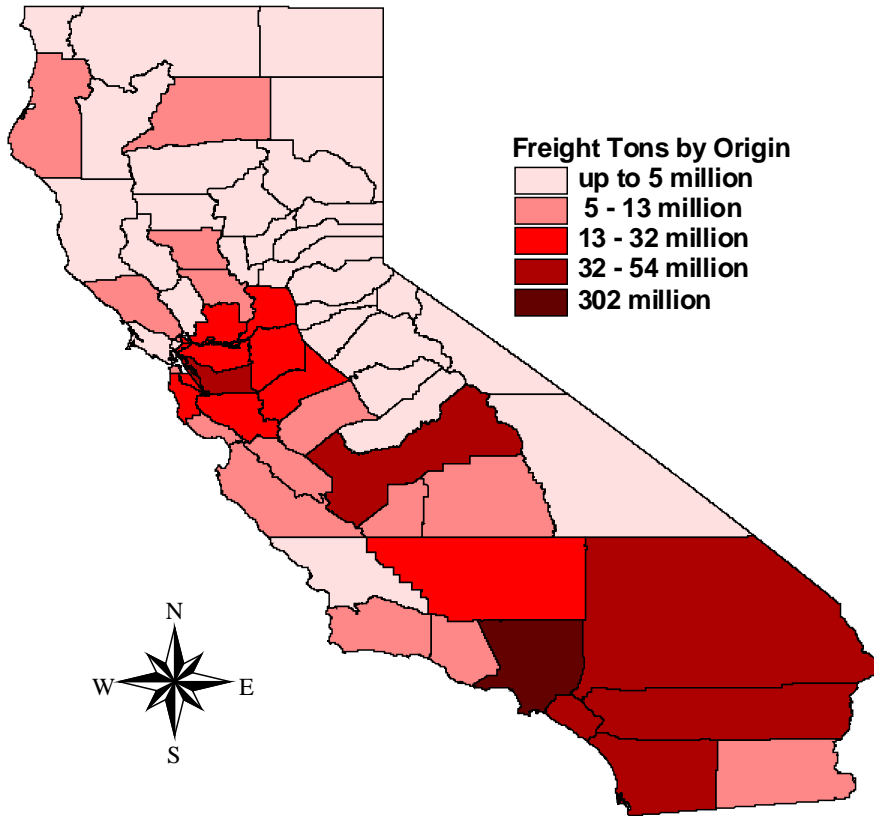 Freight Tons by Origin
up to 5 million
5 - 13 million
13 - 32 million
32 - 54 million
302 million
N
W E
S